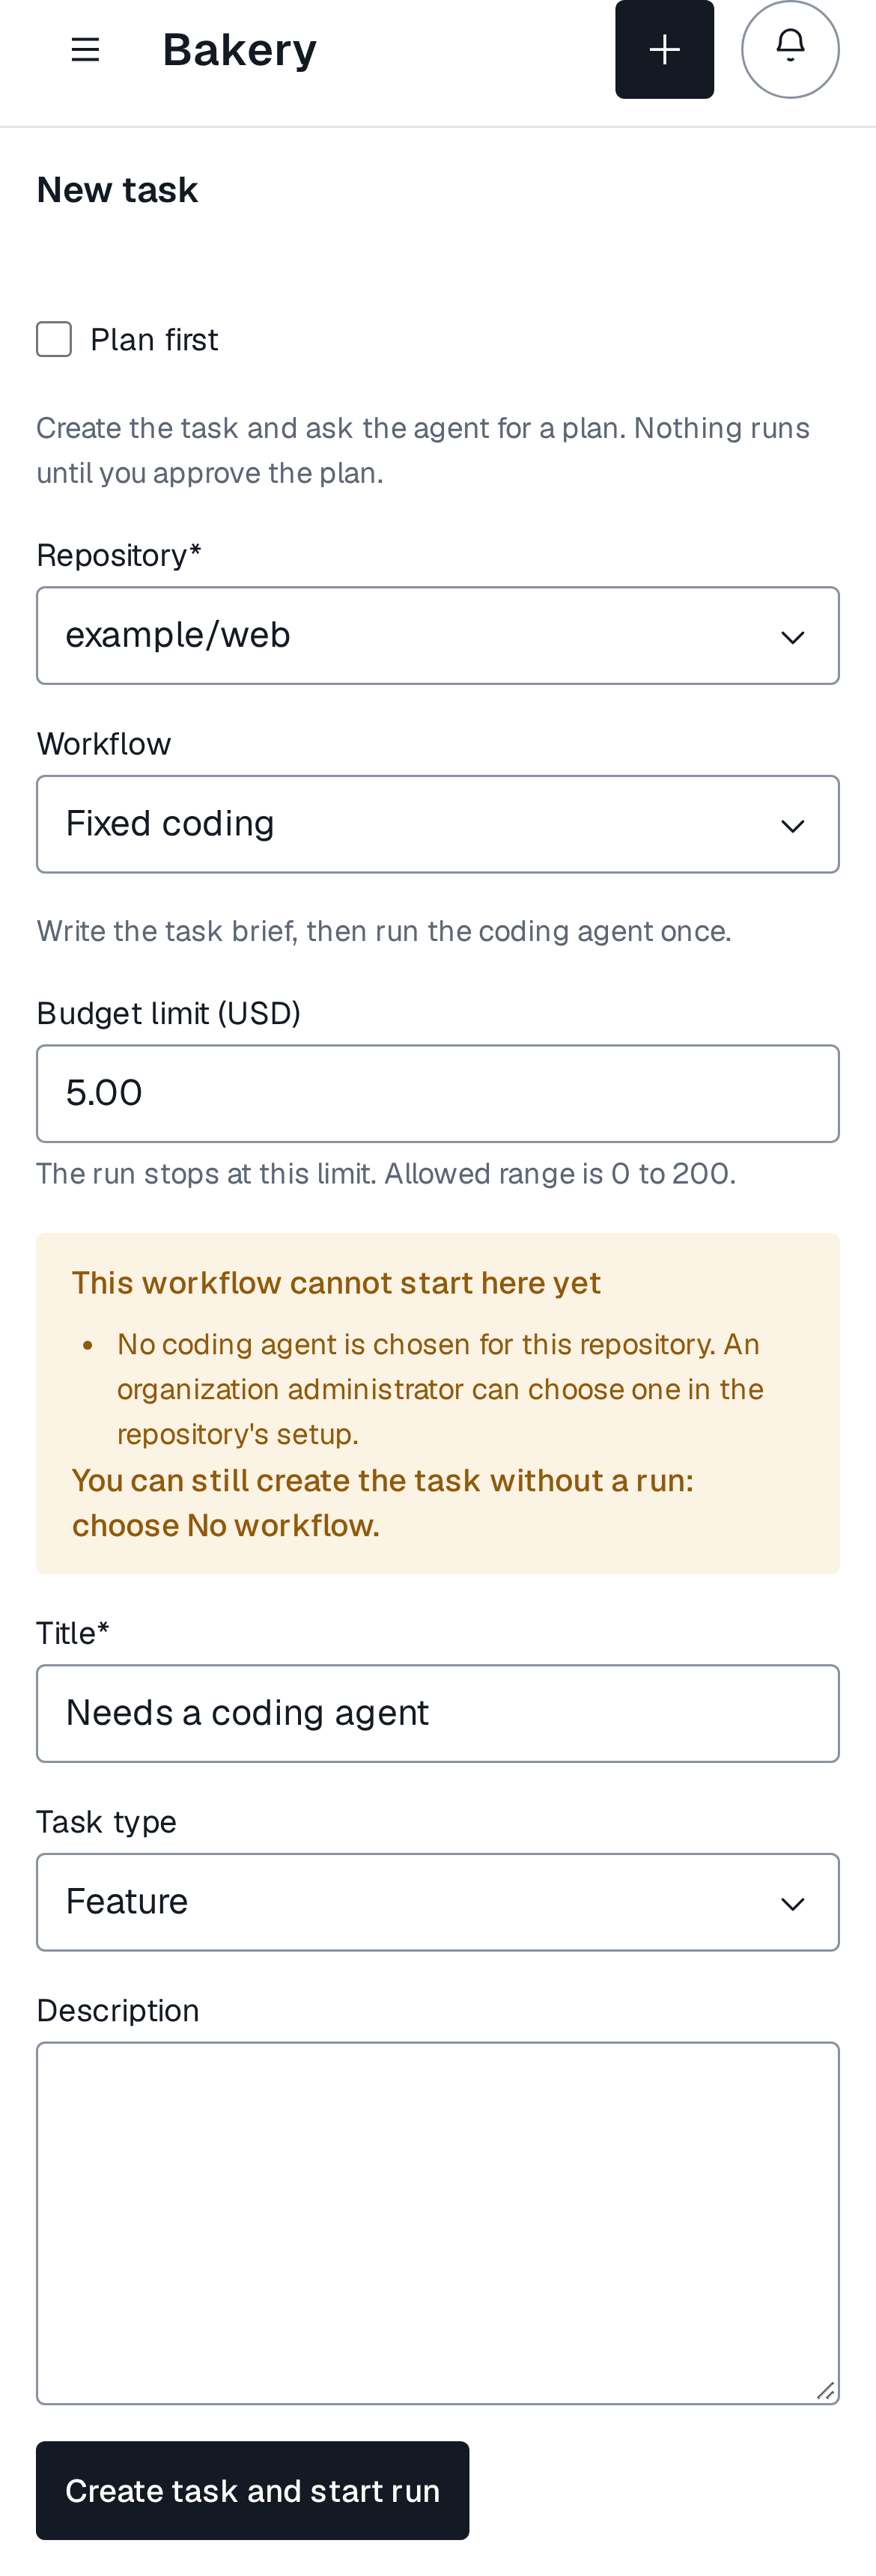 Bakery
New task
Plan first
Create the task and ask the agent for a plan. Nothing runs
until you approve the plan.
Repository*
example/web
Workflow
Fixed coding
Write the task brief, then run the coding agent once.
Budget limit (USD)
5.00
The run stops at this limit. Allowed range is 0 to 200.
This workflow cannot start here yet
• No coding agent is chosen for this repository. An
organization administrator can choose one in the
repository's setup.
You can still create the task without a run:
choose No workflow.
Title*
Needs a coding agent
Task type
Feature
Description
Create task and start run